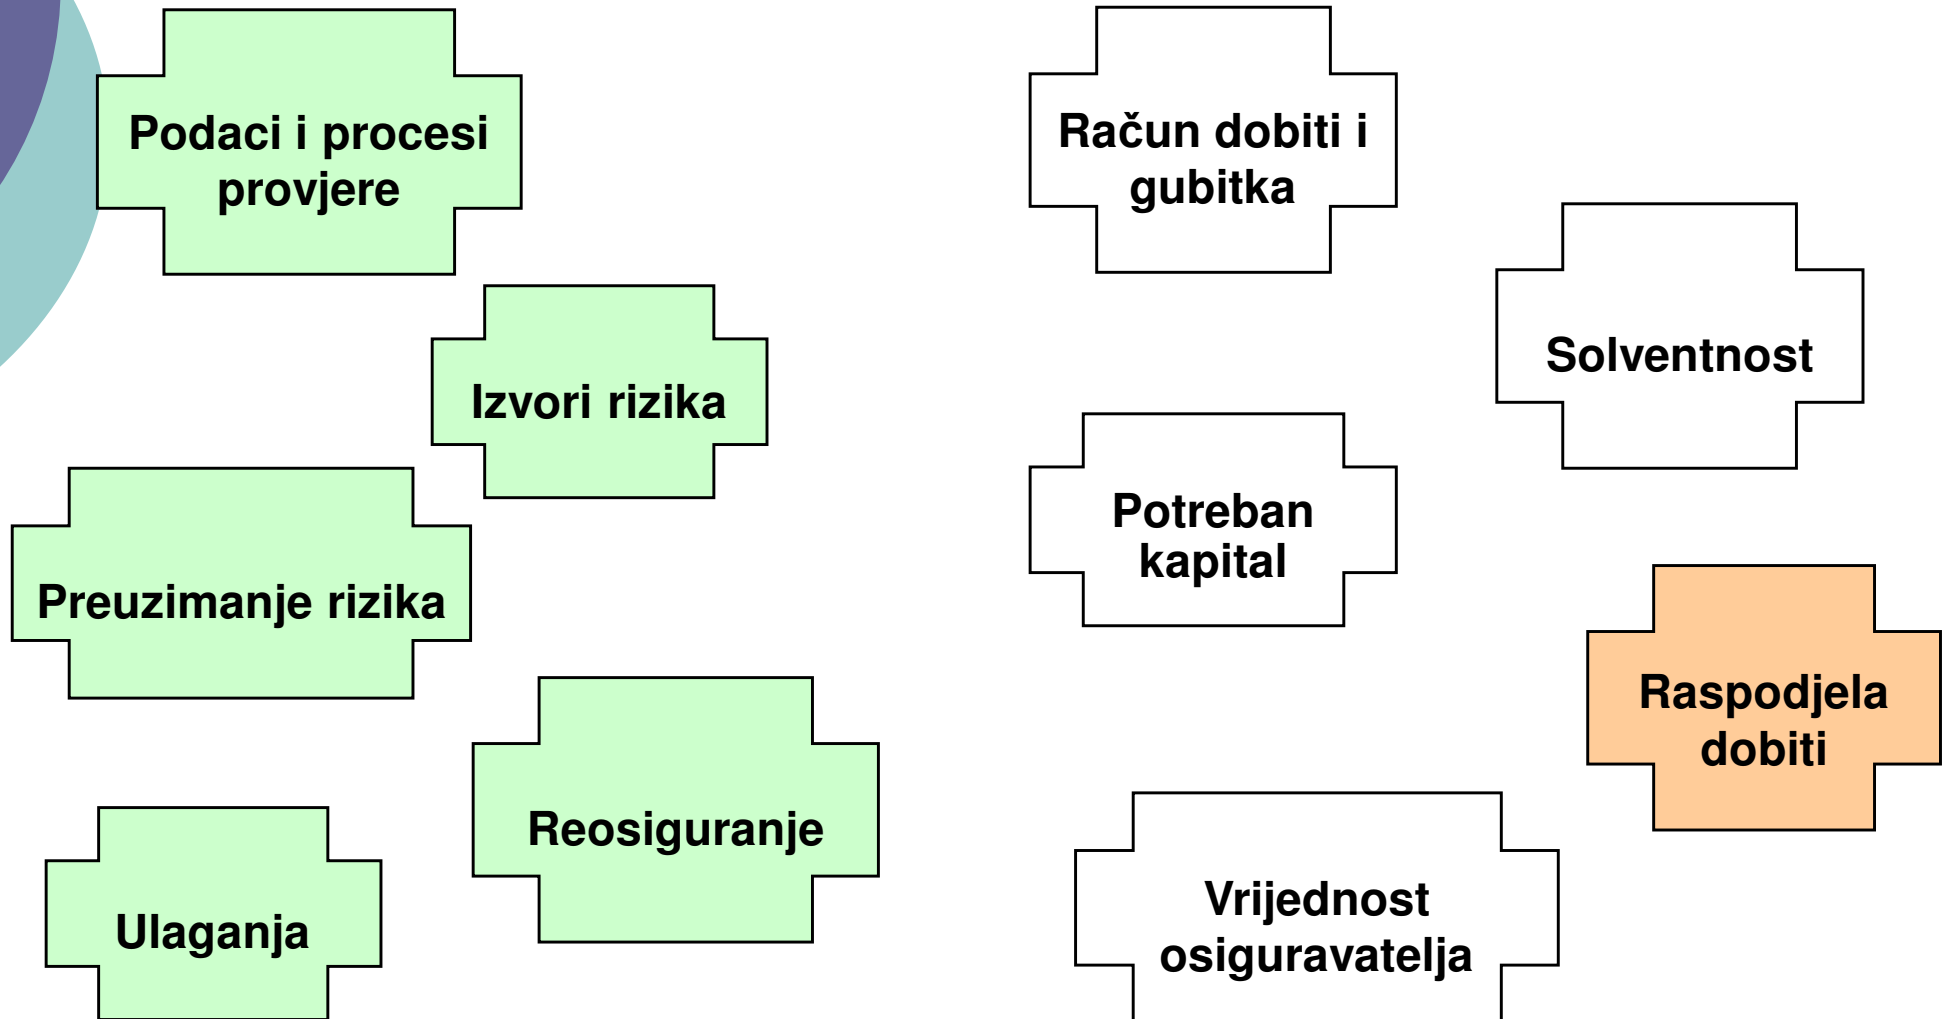 Podaci i procesi
provjere
Izvori rizika
Preuzimanje rizika
Reosiguranje
Ulaganja
Račun dobiti i
gubitka
Solventnost
Potreban
kapital
Raspodjela
dobiti
Vrijednost
osiguravatelja